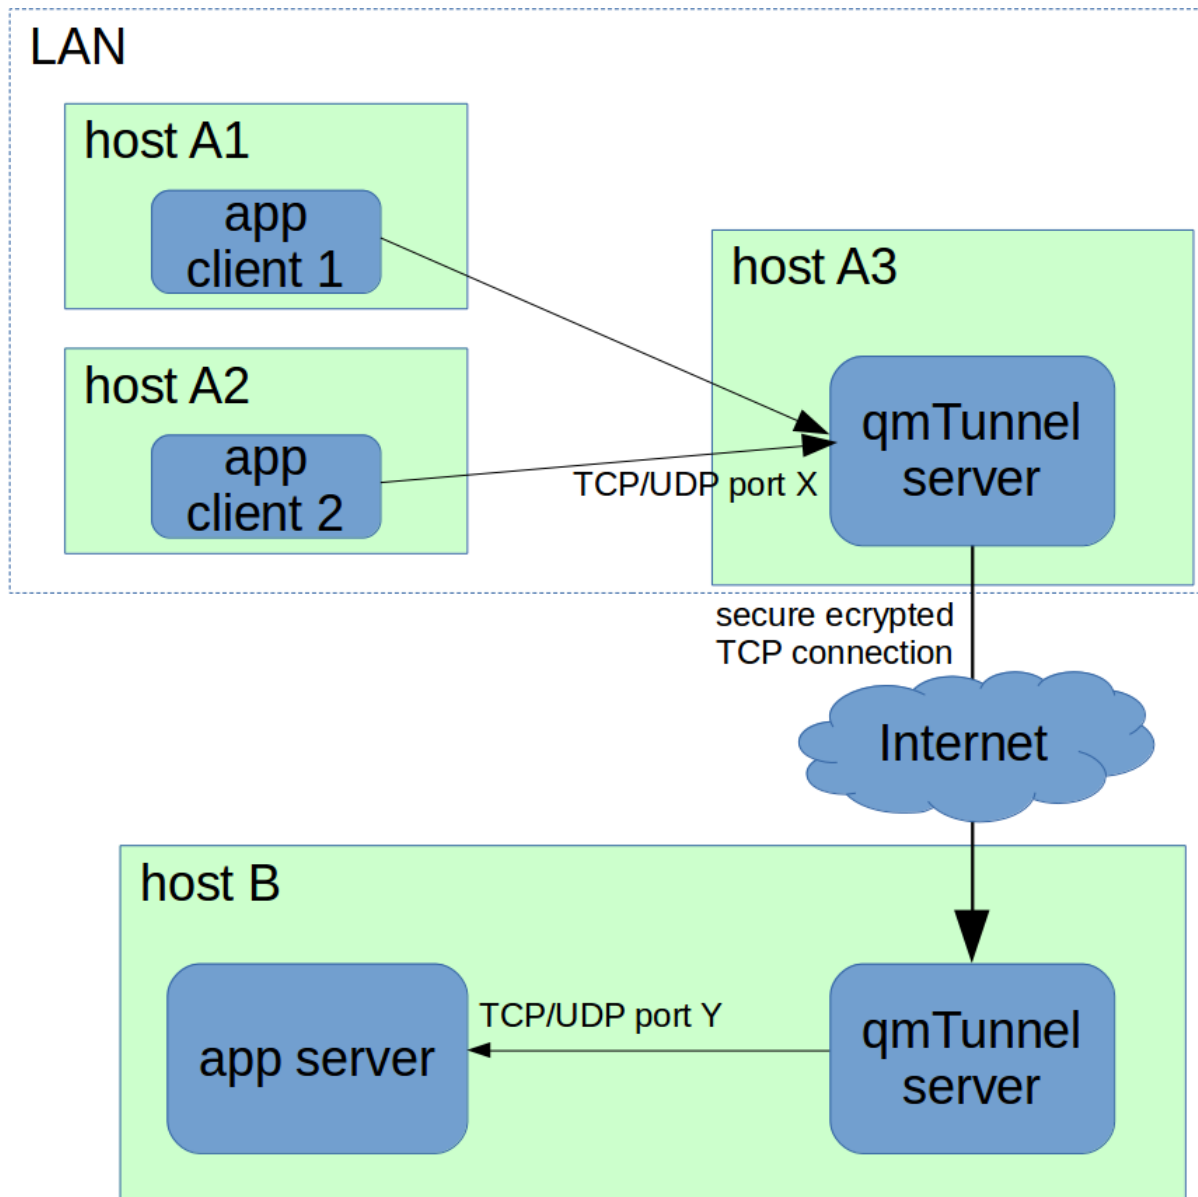 LAN
host A1
app
client 1
host A2
app
client 2
host A3
qmTunnel
server
TCP/UDP port X
secure ecrypted
TCP connection
Internet
host B
app server
TCP/UDP port Y
qmTunnel
server